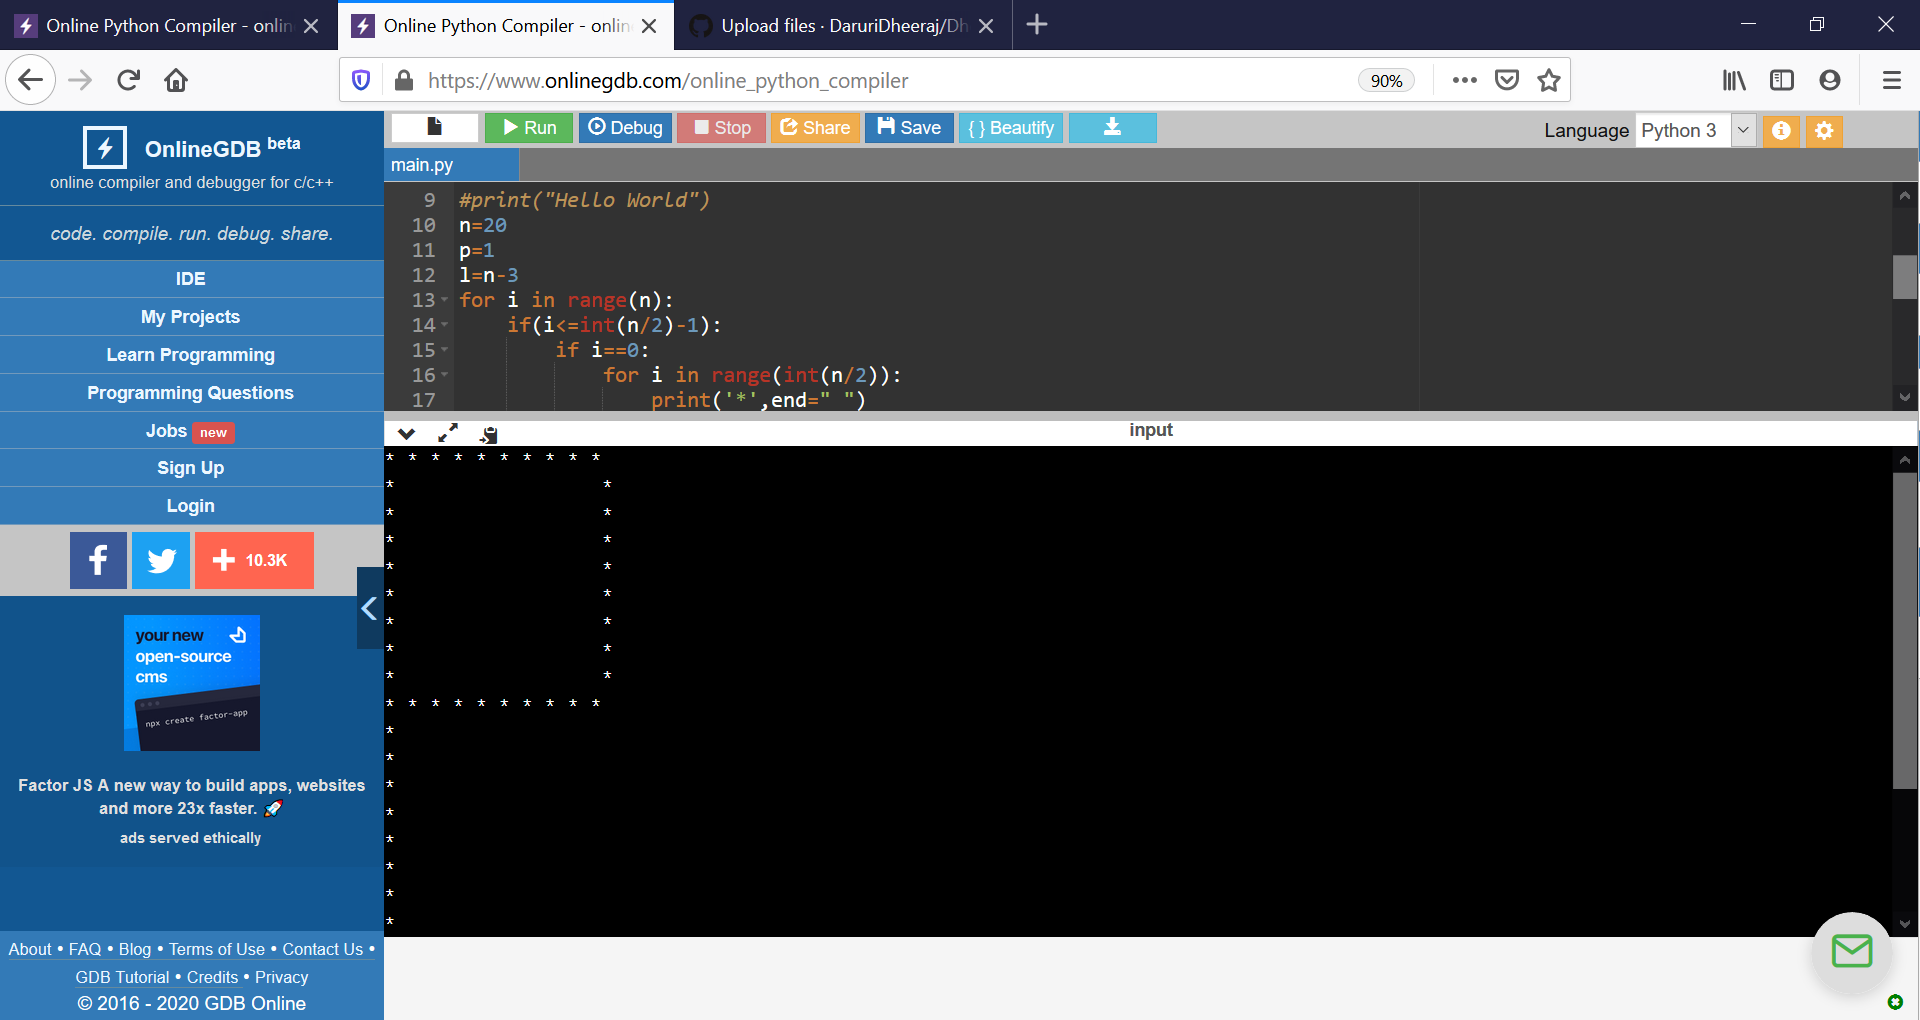 Online Python Compiler - onlin
Online Python Compiler - onlin
Upload files · DaruriDheeraj/Dh
https://www.onlinegdb.com/online_python_compiler
90%
OnlineGDB beta
online compiler and debugger for c/c++
code. compile. run. debug. share.
IDE
My Projects
Learn Programming
Programming Questions
Jobs new
Sign Up
Login
f
10.3K
your new
open-source
cms
npx create factor-app
Factor JS A new way to build apps, websites
and more 23x faster. 🚀
ads served ethically
About • FAQ • Blog • Terms of Use • Contact Us •
GDB Tutorial • Credits • Privacy
© 2016 - 2020 GDB Online
Run Debug Stop Share Save { } Beautify
Language Python 3
main.py
9 #print("Hello World")
10 n=20
11 p=1
12 l=n-3
13 for i in range(n):
14 if(i<=int(n/2)-1):
15 if i==0:
16 for i in range(int(n/2)):
17 print('*',end=" ")
input
* * * * * * * * * *
* *
* *
* *
* *
* *
* *
* *
* *
* * * * * * * * * *
*
*
*
*
*
*
*
*